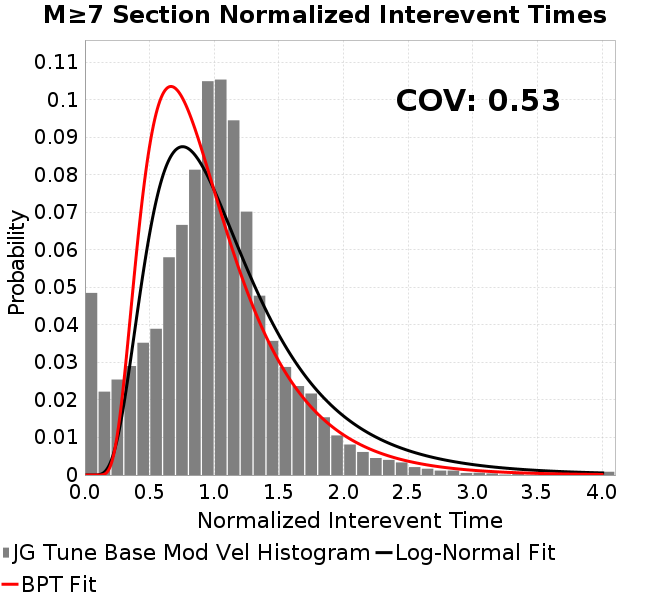 M≥7 Section Normalized Interevent Times
COV: 0.53
Probability
0.11
0.1
0.09
0.08
0.07
0.06
0.05
0.04
0.03
0.02
0.01
0
0.0 0.5 1.0 1.5 2.0 2.5 3.0 3.5 4.0
Normalized Interevent Time
JG Tune Base Mod Vel Histogram Log-Normal Fit
BPT Fit